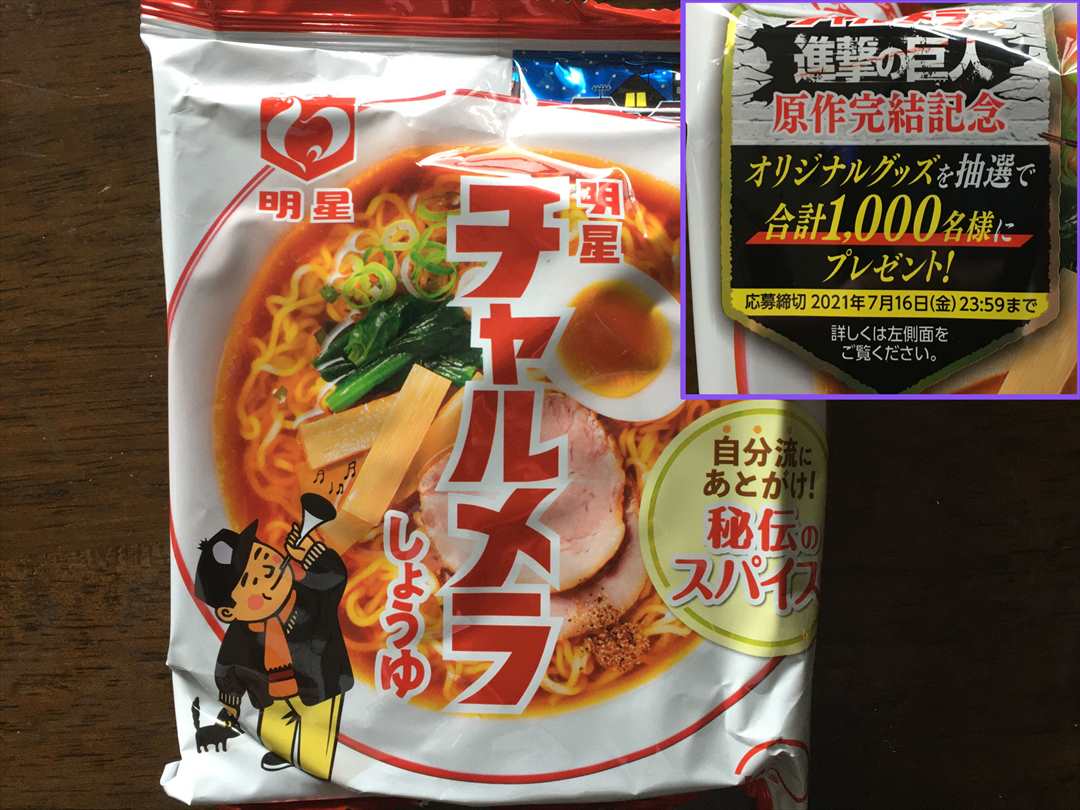 明星
明星
チャルメラ
しょうゆ
自分流に
あとがけ!
秘伝の
スパイス
チャルメラ
進撃の巨人
原作完結記念
オリジナルグッズを抽選で
合計1,000名様に
プレゼント!
応募締切 2021年7月16日(金) 23:59まで
詳しくは左側面を
ご覧ください。